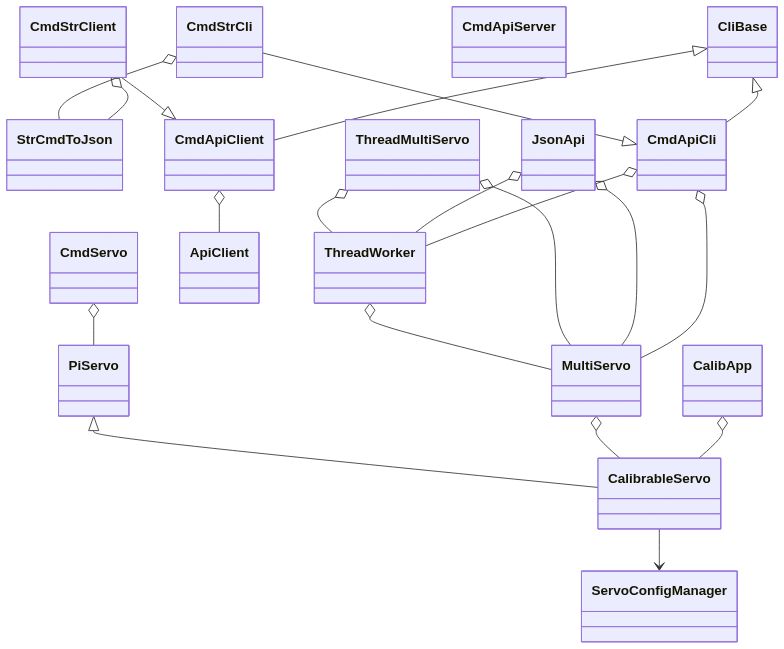 CmdStrClient
CmdStrCli
CmdApiServer
CliBase
StrCmdToJson
CmdApiClient
ThreadMultiServo
JsonApi
CmdApiCli
CmdServo
ApiClient
ThreadWorker
PiServo
MultiServo
CalibApp
CalibrableServo
ServoConfigManager